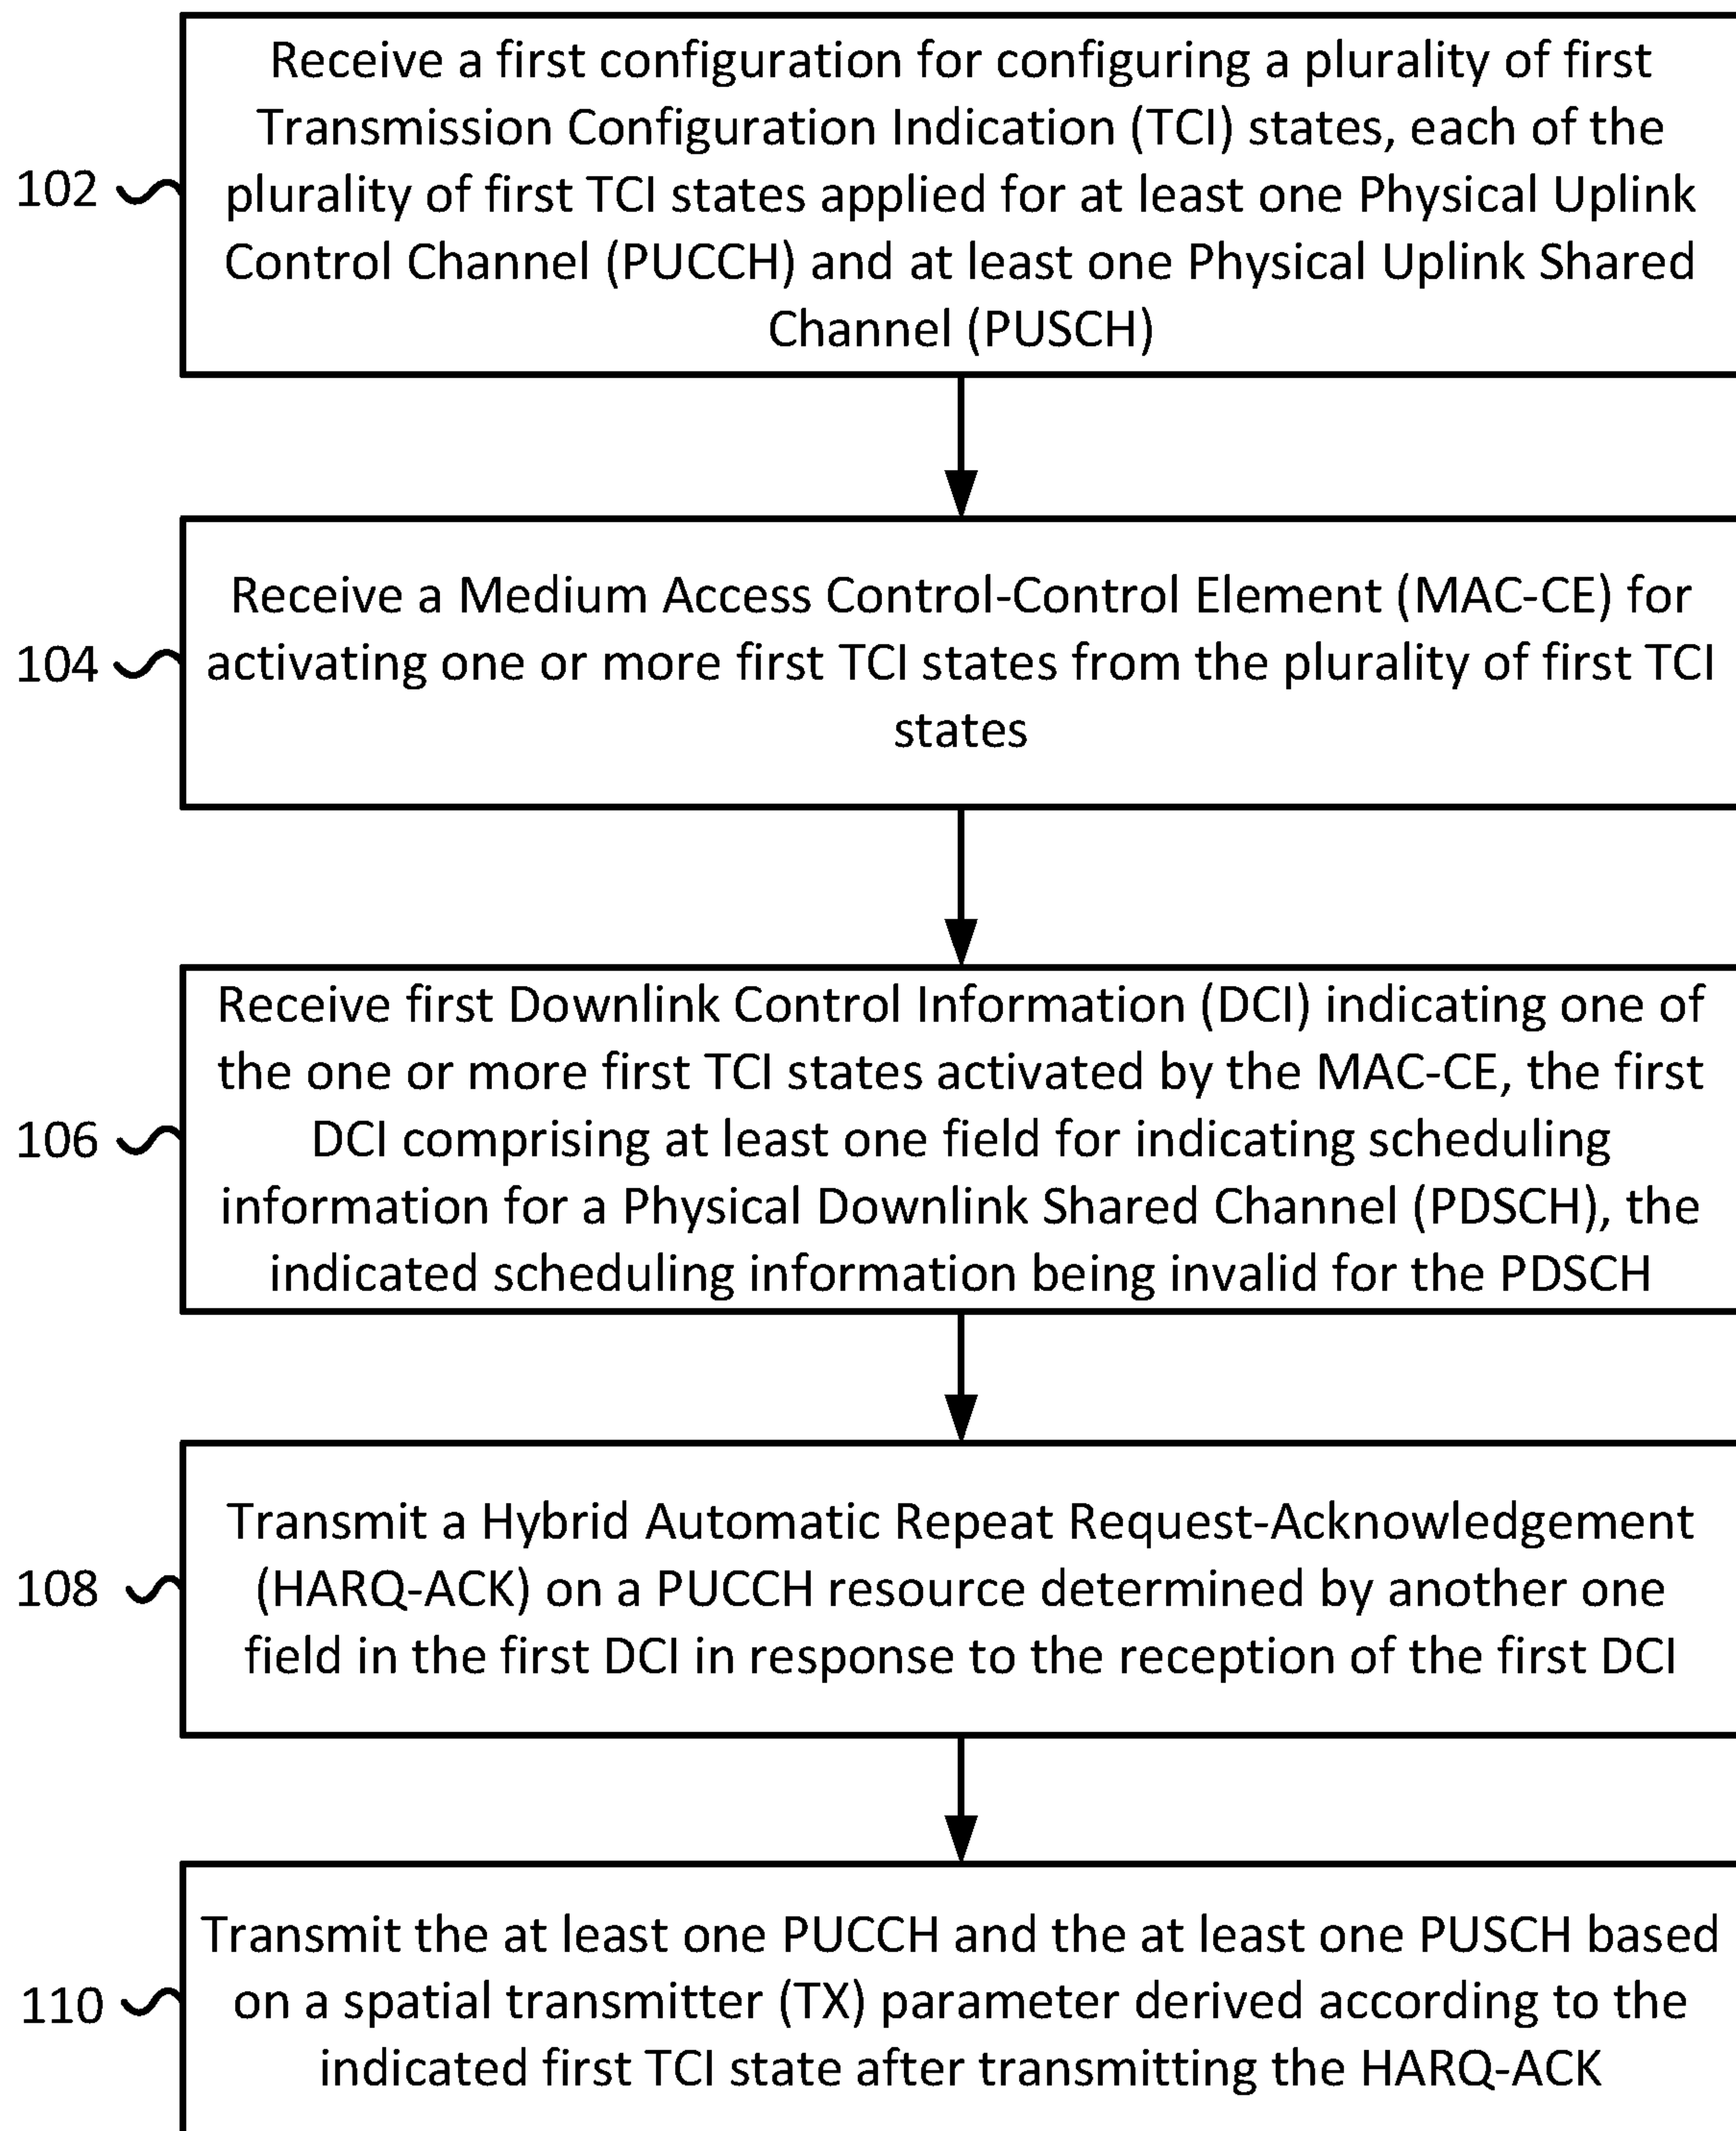 Receive a first configuration for configuring a plurality of first
Transmission Configuration Indication (TCI) states, each of the
102
plurality of first TCI states applied for at least one Physical Uplink
Control Channel (PUCCH) and at least one Physical Uplink Shared
Channel (PUSCH)
Receive a Medium Access Control-Control Element (MAC-CE) for
104
activating one or more first TCI states from the plurality of first TCI
states
Receive first Downlink Control Information (DCI) indicating one of
the one or more first TCI states activated by the MAC-CE, the first
106
DCI comprising at least one field for indicating scheduling
information for a Physical Downlink Shared Channel (PDSCH), the
indicated scheduling information being invalid for the PDSCH
Transmit a Hybrid Automatic Repeat Request-Acknowledgement
108
(HARQ-ACK) on a PUCCH resource determined by another one
field in the first DCI in response to the reception of the first DCI
Transmit the at least one PUCCH and the at least one PUSCH based
110
on a spatial transmitter (TX) parameter derived according to the
indicated first TCI state after transmitting the HARQ-ACK